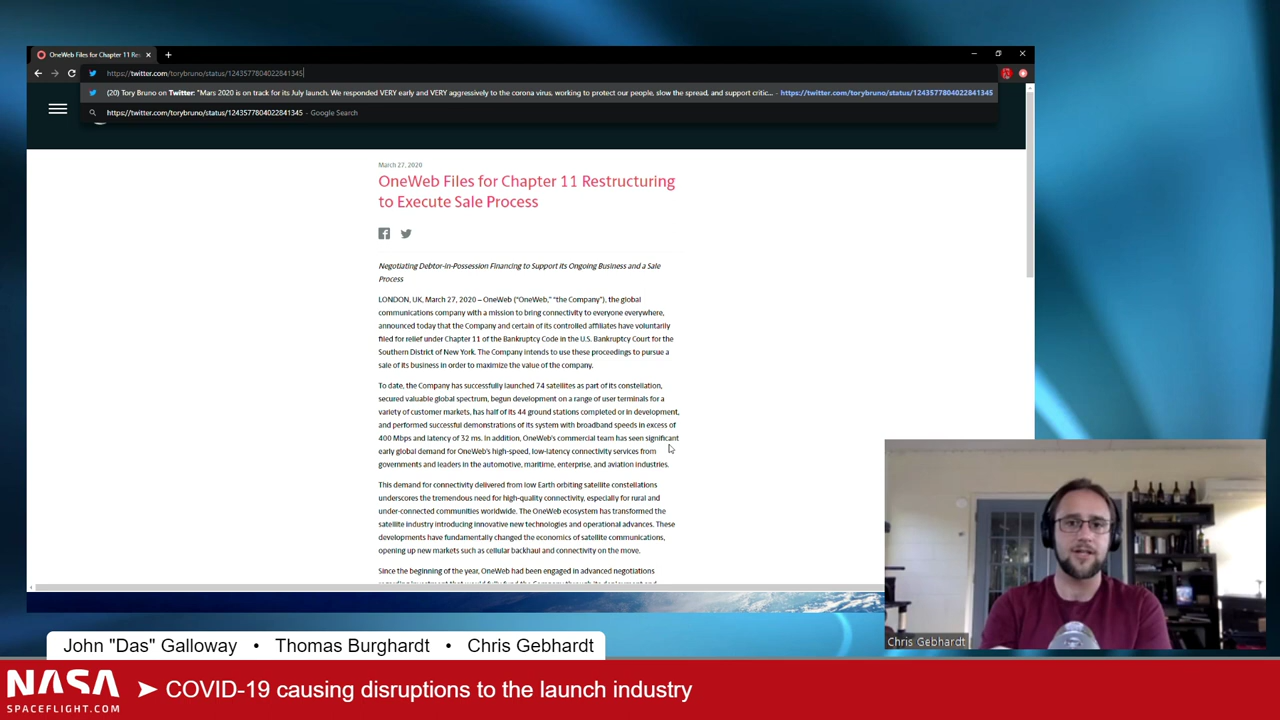 OneWeb Files for Chapter 11 Res
https://twitter.com/torybruno/status/1243577804022841345
(20) Tory Bruno on Twitter: "Mars 2020 is on track for its July launch. We responded VERY early and VERY aggressively to the corona virus, working to protect our people, slow the spread, and support critic... - https://twitter.com/torybruno/status/1243577804022841345
https://twitter.com/torybruno/status/1243577804022841345 - Google Search
March 27, 2020
OneWeb Files for Chapter 11 Restructuring
to Execute Sale Process
Negotiating Debtor-in-Possession Financing to Support Its Ongoing Business and a Sale
Process
LONDON, UK, March 27, 2020 – OneWeb ("OneWeb," "the Company"), the global
communications company with a mission to bring connectivity to everyone everywhere,
announced today that the Company and certain of its controlled affiliates have voluntarily
filed for relief under Chapter 11 of the Bankruptcy Code in the U.S. Bankruptcy Court for the
Southern District of New York. The Company intends to use these proceedings to pursue a
sale of its business in order to maximize the value of the company.
To date, the Company has successfully launched 74 satellites as part of its constellation,
secured valuable global spectrum, begun development on a range of user terminals for a
variety of customer markets, has half of its 44 ground stations completed or in development,
and performed successful demonstrations of its system with broadband speeds in excess of
400 Mbps and latency of 32 ms. In addition, OneWeb's commercial team has seen significant
early global demand for OneWeb's high-speed, low-latency connectivity services from
governments and leaders in the automotive, maritime, enterprise, and aviation industries.
This demand for connectivity delivered from low Earth orbiting satellite constellations
underscores the tremendous need for high-quality connectivity, especially for rural and
under-connected communities worldwide. The OneWeb ecosystem has transformed the
satellite industry introducing innovative new technologies and operational advances. These
developments have fundamentally changed the economics of satellite communications,
opening up new markets such as cellular backhaul and connectivity on the move.
Since the beginning of the year, OneWeb had been engaged in advanced negotiations
Chris Gebhardt
John "Das" Galloway • Thomas Burghardt • Chris Gebhardt
NASA
SPACEFLIGHT.COM
➤ COVID-19 causing disruptions to the launch industry